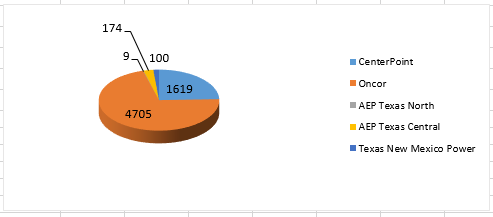 174
9
100
1619
4705
CenterPoint
Oncor
AEP Texas North
AEP Texas Central
Texas New Mexico Power